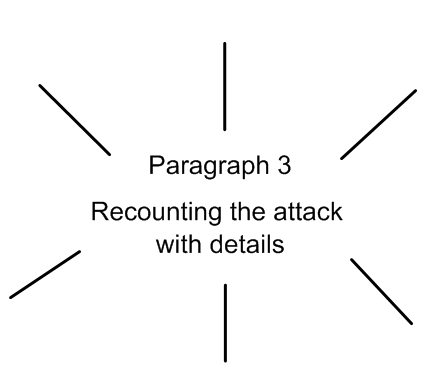 Paragraph 3
Recounting the attack
with details